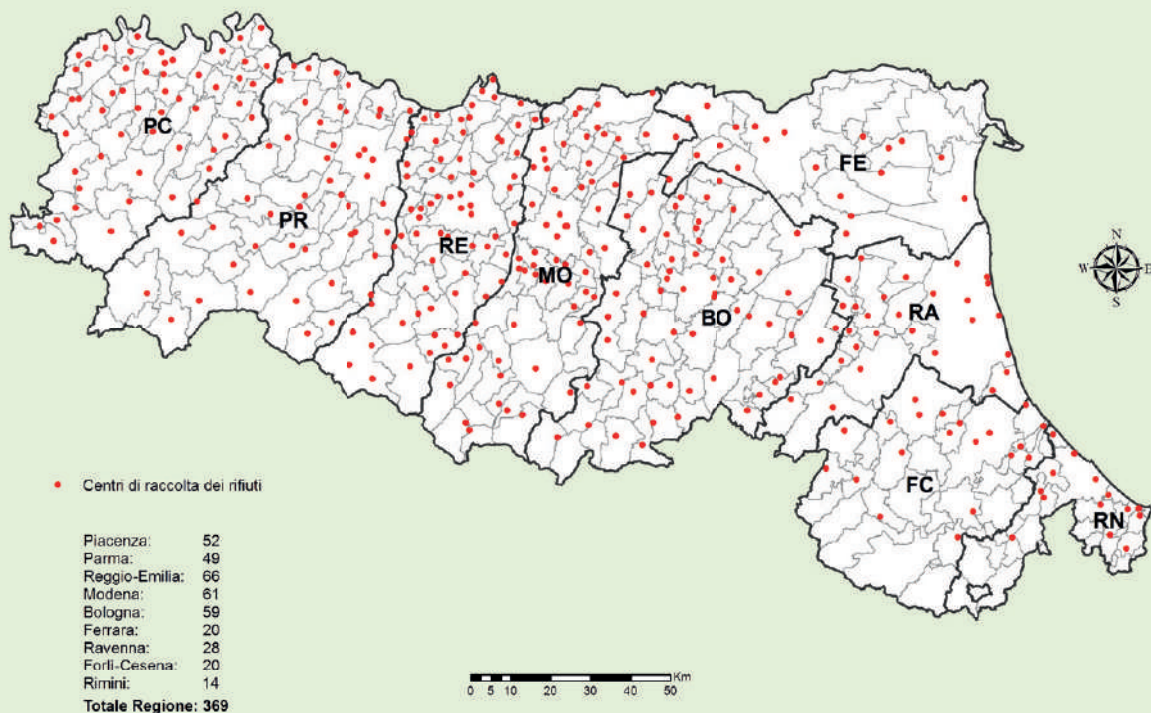 PC
FE
PR
RE
MO
BO
RA
FC
RN
N
W E
S
Centri di raccolta dei rifiuti
Piacenza: 52
Parma: 49
Reggio-Emilia: 66
Modena: 61
Bologna: 59
Ferrara: 20
Ravenna: 28
Forlì-Cesena: 20
Rimini: 14
Totale Regione: 369
Km
0 5 10 20 30 40 50